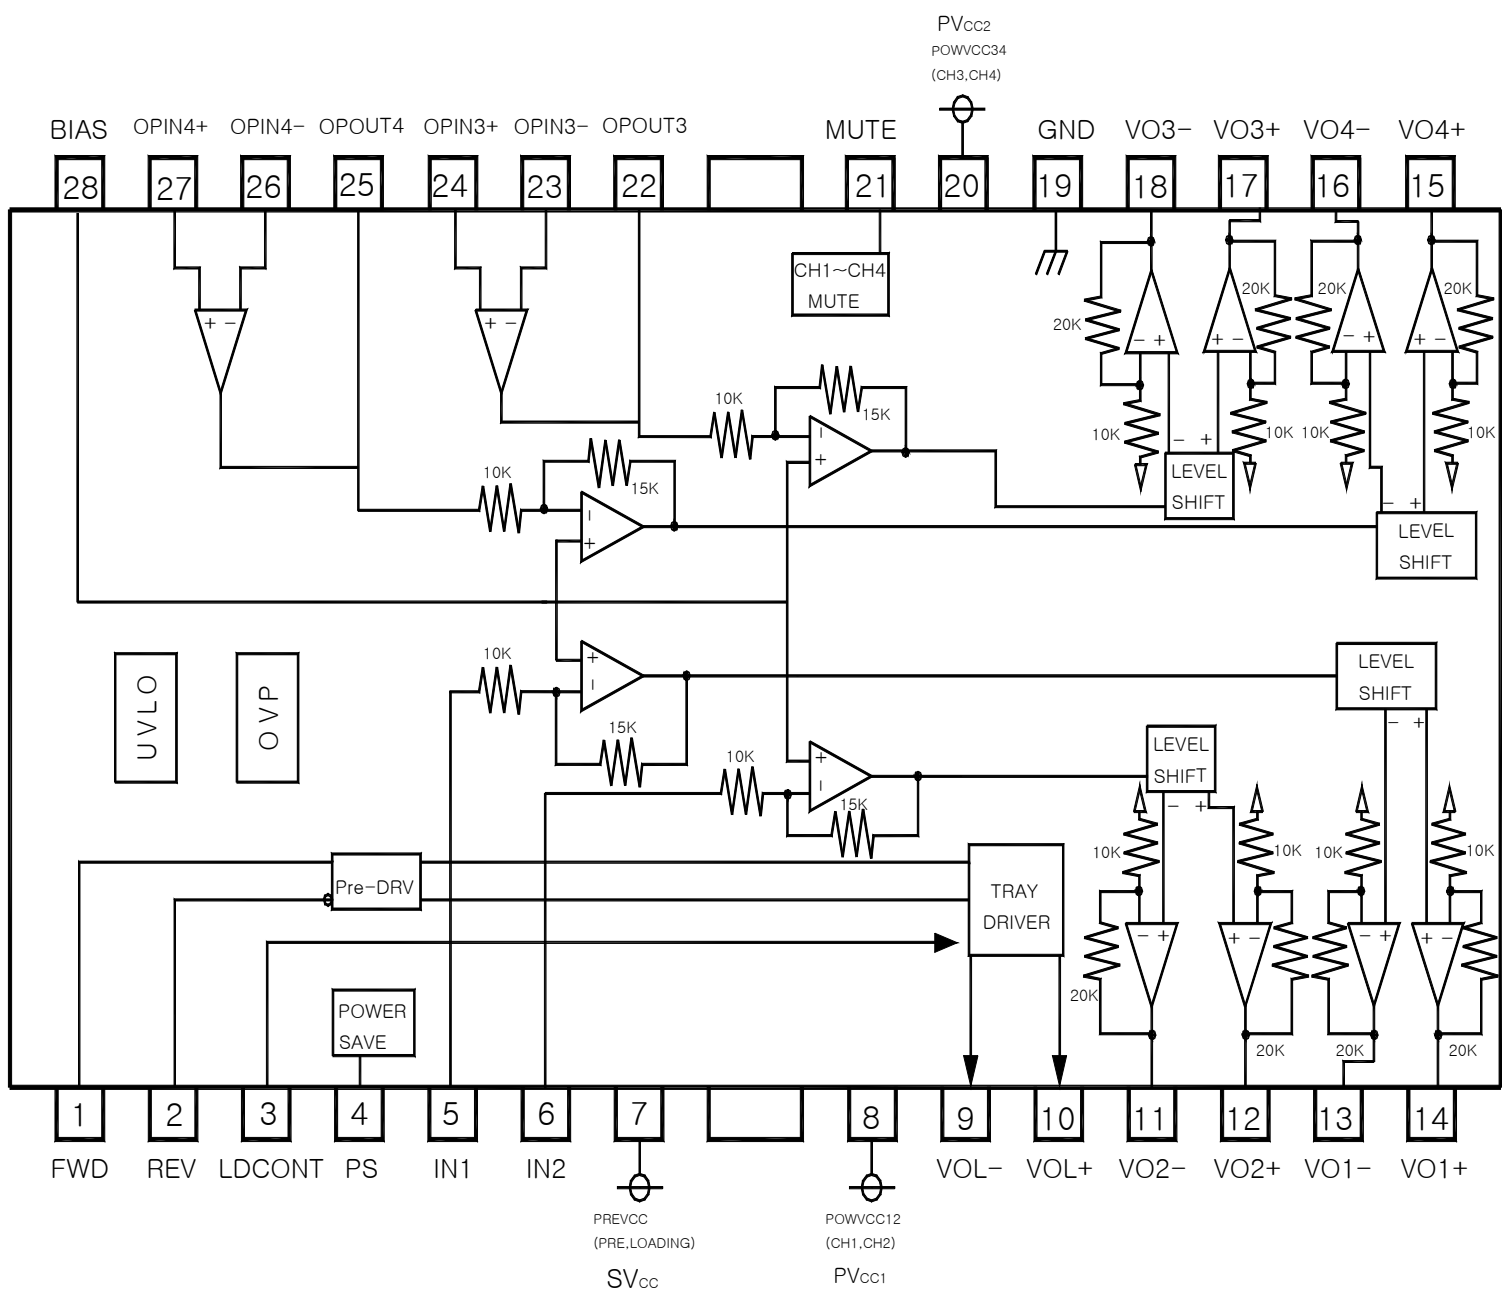 PVCC2
POWVCC34
(CH3,CH4)
BIAS OPIN4+ OPIN4- OPOUT4 OPIN3+ OPIN3- OPOUT3 MUTE GND VO3- VO3+ VO4- VO4+
28 27 26 25 24 23 22 21 20 19 18 17 16 15
CH1~CH4
MUTE
+ - + -
20K 20K 20K 20K
- + + - - + + -
10K 15K
10K 10K 10K 10K
- +
- + LEVEL
SHIFT
10K 15K
- +
- + LEVEL
SHIFT
UVLO
OVP
10K
+ -
15K
LEVEL
SHIFT
- +
10K
+ -
15K
LEVEL
SHIFT
- +
10K 10K 10K 10K
Pre-DRV
TRAY
DRIVER
- + + - - + + -
20K 20K 20K 20K
POWER
SAVE
1 2 3 4 5 6 7 8 9 10 11 12 13 14
FWD REV LDCONT PS IN1 IN2 VOL- VOL+ VO2- VO2+ VO1- VO1+
PREVCC
(PRE,LOADING)
SVCC
POWVCC12
(CH1,CH2)
PVCC1